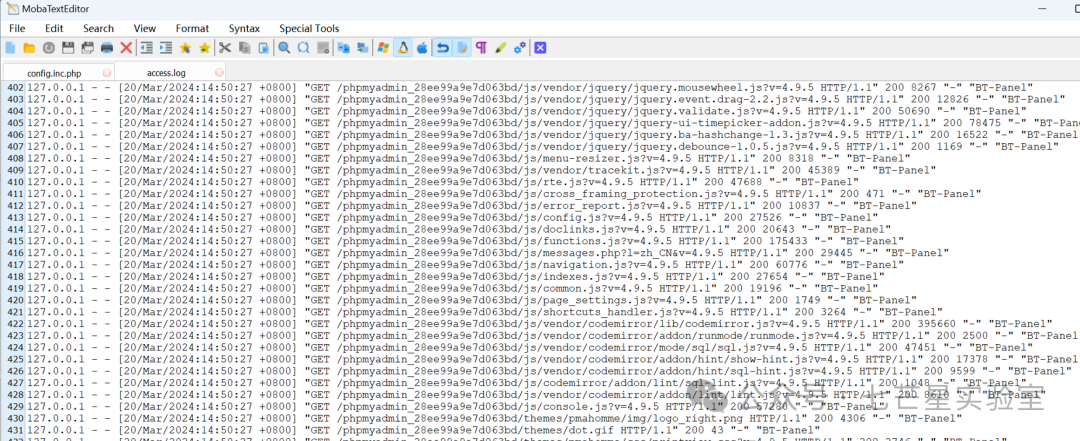 MobaTextEditor
File Edit Search View Format Syntax Special Tools
config.inc.php access.log
402 127.0.0.1 - - [20/Mar/2024:14:50:27 +0800] "GET /phpmyadmin_28ee99a9e7d063bd/js/vendor/jquery/jquery.mousewheel.js?v=4.9.5 HTTP/1.1" 200 8267 "-" "BT-Panel"
403 127.0.0.1 - - [20/Mar/2024:14:50:27 +0800] "GET /phpmyadmin_28ee99a9e7d063bd/js/vendor/jquery/jquery.event.drag-2.2.js?v=4.9.5 HTTP/1.1" 200 12826 "-" "BT-Panel"
404 127.0.0.1 - - [20/Mar/2024:14:50:27 +0800] "GET /phpmyadmin_28ee99a9e7d063bd/js/vendor/jquery/jquery.validate.js?v=4.9.5 HTTP/1.1" 200 50690 "-" "BT-Panel"
405 127.0.0.1 - - [20/Mar/2024:14:50:27 +0800] "GET /phpmyadmin_28ee99a9e7d063bd/js/vendor/jquery/jquery-ui-timepicker-addon.js?v=4.9.5 HTTP/1.1" 200 78475 "-" "BT-Pane
406 127.0.0.1 - - [20/Mar/2024:14:50:27 +0800] "GET /phpmyadmin_28ee99a9e7d063bd/js/vendor/jquery/jquery.ba-hashchange-1.3.js?v=4.9.5 HTTP/1.1" 200 16522 "-" "BT-Panel"
407 127.0.0.1 - - [20/Mar/2024:14:50:27 +0800] "GET /phpmyadmin_28ee99a9e7d063bd/js/vendor/jquery/jquery.debounce-1.0.5.js?v=4.9.5 HTTP/1.1" 200 1169 "-" "BT-Panel"
408 127.0.0.1 - - [20/Mar/2024:14:50:27 +0800] "GET /phpmyadmin_28ee99a9e7d063bd/js/menu-resizer.js?v=4.9.5 HTTP/1.1" 200 8318 "-" "BT-Panel"
409 127.0.0.1 - - [20/Mar/2024:14:50:27 +0800] "GET /phpmyadmin_28ee99a9e7d063bd/js/vendor/tracekit.js?v=4.9.5 HTTP/1.1" 200 45389 "-" "BT-Panel"
410 127.0.0.1 - - [20/Mar/2024:14:50:27 +0800] "GET /phpmyadmin_28ee99a9e7d063bd/js/rte.js?v=4.9.5 HTTP/1.1" 200 47688 "-" "BT-Panel"
411 127.0.0.1 - - [20/Mar/2024:14:50:27 +0800] "GET /phpmyadmin_28ee99a9e7d063bd/js/cross_framing_protection.js?v=4.9.5 HTTP/1.1" 200 471 "-" "BT-Panel"
412 127.0.0.1 - - [20/Mar/2024:14:50:27 +0800] "GET /phpmyadmin_28ee99a9e7d063bd/js/error_report.js?v=4.9.5 HTTP/1.1" 200 10837 "-" "BT-Panel"
413 127.0.0.1 - - [20/Mar/2024:14:50:27 +0800] "GET /phpmyadmin_28ee99a9e7d063bd/js/config.js?v=4.9.5 HTTP/1.1" 200 27526 "-" "BT-Panel"
414 127.0.0.1 - - [20/Mar/2024:14:50:27 +0800] "GET /phpmyadmin_28ee99a9e7d063bd/js/doclinks.js?v=4.9.5 HTTP/1.1" 200 20643 "-" "BT-Panel"
415 127.0.0.1 - - [20/Mar/2024:14:50:27 +0800] "GET /phpmyadmin_28ee99a9e7d063bd/js/functions.js?v=4.9.5 HTTP/1.1" 200 175433 "-" "BT-Panel"
416 127.0.0.1 - - [20/Mar/2024:14:50:27 +0800] "GET /phpmyadmin_28ee99a9e7d063bd/js/messages.php?l=zh_CN&v=4.9.5 HTTP/1.1" 200 29445 "-" "BT-Panel"
417 127.0.0.1 - - [20/Mar/2024:14:50:27 +0800] "GET /phpmyadmin_28ee99a9e7d063bd/js/navigation.js?v=4.9.5 HTTP/1.1" 200 60776 "-" "BT-Panel"
418 127.0.0.1 - - [20/Mar/2024:14:50:27 +0800] "GET /phpmyadmin_28ee99a9e7d063bd/js/indexes.js?v=4.9.5 HTTP/1.1" 200 27654 "-" "BT-Panel"
419 127.0.0.1 - - [20/Mar/2024:14:50:27 +0800] "GET /phpmyadmin_28ee99a9e7d063bd/js/common.js?v=4.9.5 HTTP/1.1" 200 19196 "-" "BT-Panel"
420 127.0.0.1 - - [20/Mar/2024:14:50:27 +0800] "GET /phpmyadmin_28ee99a9e7d063bd/js/page_settings.js?v=4.9.5 HTTP/1.1" 200 1749 "-" "BT-Panel"
421 127.0.0.1 - - [20/Mar/2024:14:50:27 +0800] "GET /phpmyadmin_28ee99a9e7d063bd/js/shortcuts_handler.js?v=4.9.5 HTTP/1.1" 200 3264 "-" "BT-Panel"
422 127.0.0.1 - - [20/Mar/2024:14:50:27 +0800] "GET /phpmyadmin_28ee99a9e7d063bd/js/vendor/codemirror/lib/codemirror.js?v=4.9.5 HTTP/1.1" 200 395660 "-" "BT-Panel"
423 127.0.0.1 - - [20/Mar/2024:14:50:27 +0800] "GET /phpmyadmin_28ee99a9e7d063bd/js/vendor/codemirror/addon/runmode/runmode.js?v=4.9.5 HTTP/1.1" 200 2500 "-" "BT-Panel"
424 127.0.0.1 - - [20/Mar/2024:14:50:27 +0800] "GET /phpmyadmin_28ee99a9e7d063bd/js/vendor/codemirror/mode/sql/sql.js?v=4.9.5 HTTP/1.1" 200 47451 "-" "BT-Panel"
425 127.0.0.1 - - [20/Mar/2024:14:50:27 +0800] "GET /phpmyadmin_28ee99a9e7d063bd/js/vendor/codemirror/addon/hint/show-hint.js?v=4.9.5 HTTP/1.1" 200 17378 "-" "BT-Panel"
426 127.0.0.1 - - [20/Mar/2024:14:50:27 +0800] "GET /phpmyadmin_28ee99a9e7d063bd/js/vendor/codemirror/addon/hint/sql-hint.js?v=4.9.5 HTTP/1.1" 200 9599 "-" "BT-Panel"
427 127.0.0.1 - - [20/Mar/2024:14:50:27 +0800] "GET /phpmyadmin_28ee99a9e7d063bd/js/codemirror/addon/lint/sql-lint.js?v=4.9.5 HTTP/1.1" 200 1048 "-" "BT-Panel"
428 127.0.0.1 - - [20/Mar/2024:14:50:27 +0800] "GET /phpmyadmin_28ee99a9e7d063bd/js/vendor/codemirror/addon/lint/lint.js?v=4.9.5 HTTP/1.1" 200 8610 "-" "BT-Panel"
429 127.0.0.1 - - [20/Mar/2024:14:50:27 +0800] "GET /phpmyadmin_28ee99a9e7d063bd/js/console.js?v=4.9.5 HTTP/1.1" 200 57280 "-" "BT-Panel"
430 127.0.0.1 - - [20/Mar/2024:14:50:27 +0800] "GET /phpmyadmin_28ee99a9e7d063bd/themes/pmahomme/img/logo_right.png HTTP/1.1" 200 4306 "-" "BT-Panel"
431 127.0.0.1 - - [20/Mar/2024:14:50:27 +0800] "GET /phpmyadmin_28ee99a9e7d063bd/themes/dot.gif HTTP/1.1" 200 43 "-" "BT-Panel"
公众号 · 七芒星实验室